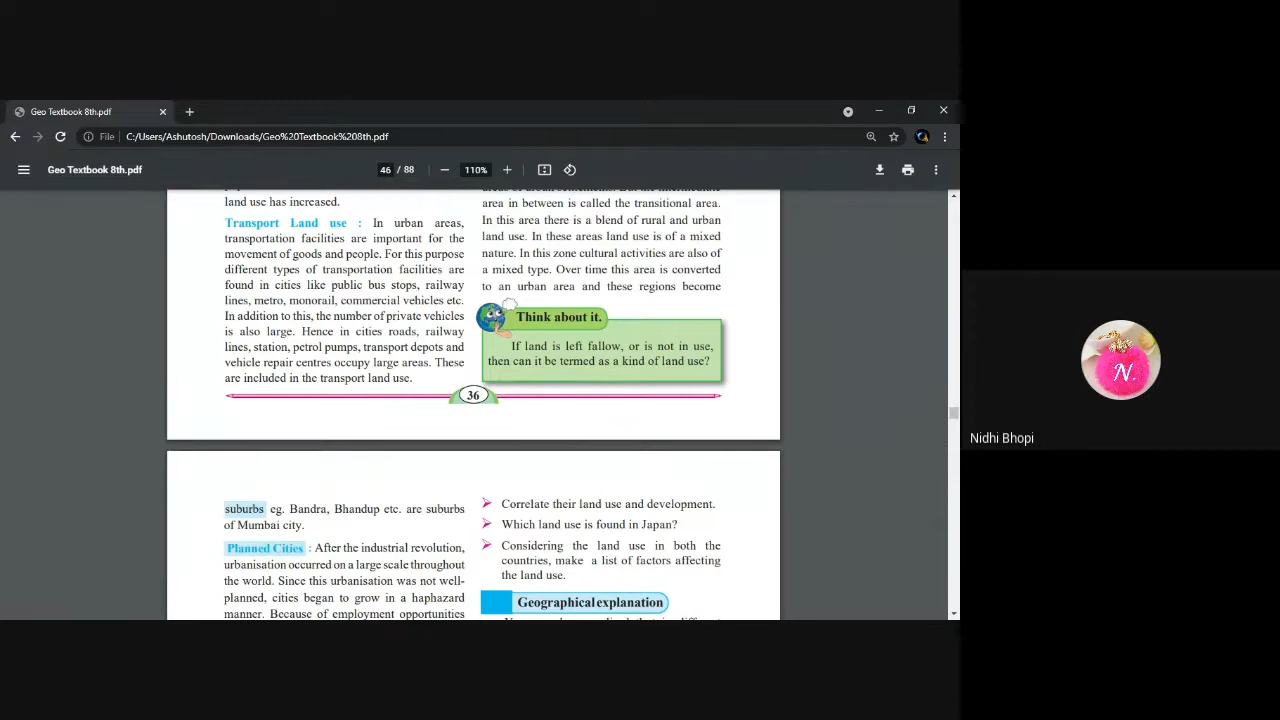 Geo Textbook 8th.pdf
File
C:/Users/Ashutosh/Downloads/Geo%20Textbook%208th.pdf
Geo Textbook 8th.pdf
46 / 88
110%
land use has increased.
Transport Land use : In urban areas,
transportation facilities are important for the
movement of goods and people. For this purpose
different types of transportation facilities are
found in cities like public bus stops, railway
lines, metro, monorail, commercial vehicles etc.
In addition to this, the number of private vehicles
is also large. Hence in cities roads, railway
lines, station, petrol pumps, transport depots and
vehicle repair centres occupy large areas. These
are included in the transport land use.
area in between is called the transitional area.
In this area there is a blend of rural and urban
land use. In these areas land use is of a mixed
nature. In this zone cultural activities are also of
a mixed type. Over time this area is converted
to an urban area and these regions become
Think about it.
If land is left fallow, or is not in use,
then can it be termed as a kind of land use?
36
suburbs eg. Bandra, Bhandup etc. are suburbs
of Mumbai city.
Planned Cities : After the industrial revolution,
urbanisation occurred on a large scale throughout
the world. Since this urbanisation was not well-
planned, cities began to grow in a haphazard
manner. Because of employment opportunities
Correlate their land use and development.
Which land use is found in Japan?
Considering the land use in both the
countries, make a list of factors affecting
the land use.
Geographical explanation
N.
Nidhi Bhopi